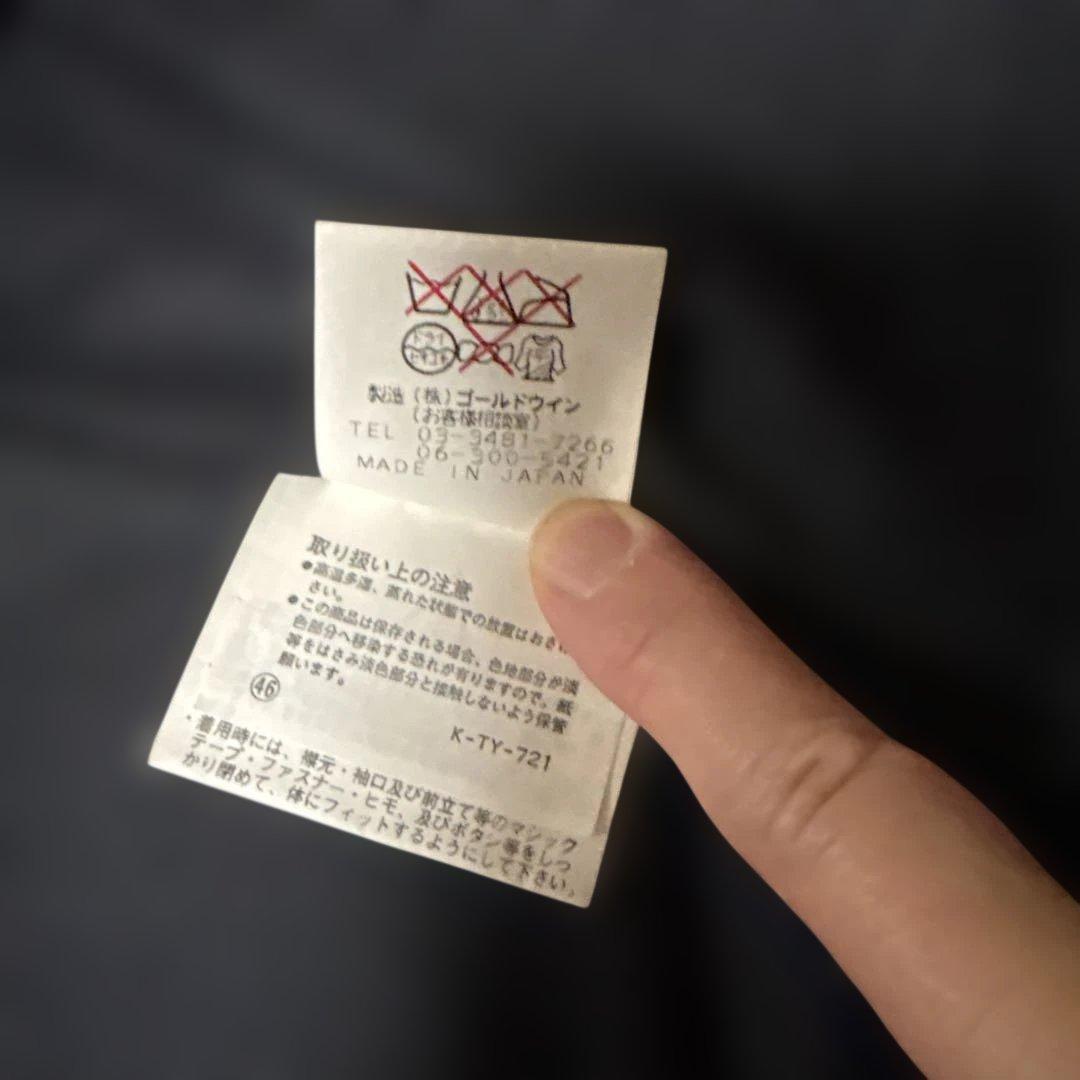 ドライ
セキユ系
製造（株）ゴールドウイン
（お客様相談室）
TEL 03-3481-7266
06-300-5421
MADE IN JAPAN
取り扱い上の注意
●高温多湿、蒸れた状態での放置はおさけ
さい。
●この商品は保存される場合、色地部分が淡
色部分へ移染する恐れが有りますので、紙
等をはさみ淡色部分と接触しないよう保管
願います。
㊻
K-TY-721
・着用時には、襟元・袖口及び前立て等のマジック
テープ・ファスナー・ヒモ、及びボタン等をしっ
かり閉めて、体にフィットするようにして下さい。